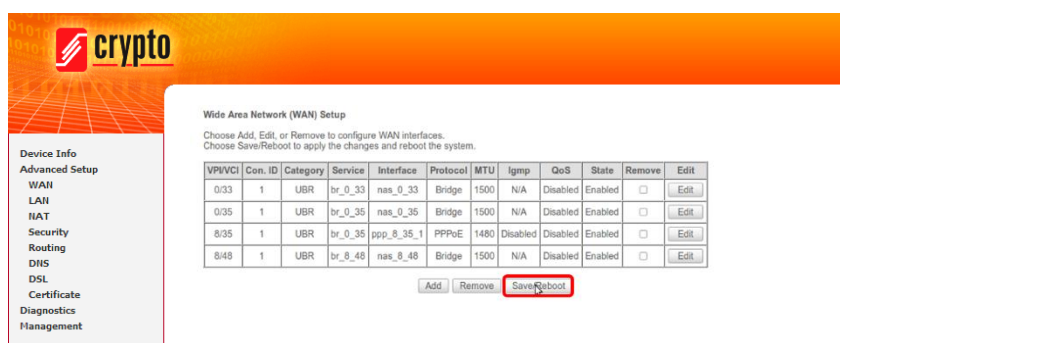 crypto
Wide Area Network (WAN) Setup
Choose Add, Edit, or Remove to configure WAN interfaces.
Choose Save/Reboot to apply the changes and reboot the system.
Device Info
Advanced Setup
WAN
LAN
NAT
Security
Routing
DNS
DSL
Certificate
Diagnostics
Management
VPI/VCI Con. ID Category Service Interface Protocol MTU Igmp QoS State Remove Edit
0/33 1 UBR br_0_33 nas_0_33 Bridge 1500 N/A Disabled Enabled Edit
0/35 1 UBR br_0_35 nas_0_35 Bridge 1500 N/A Disabled Enabled Edit
8/35 1 UBR br_0_35 ppp_8_35_1 PPPoE 1480 Disabled Disabled Enabled Edit
8/48 1 UBR br_8_48 nas_8_48 Bridge 1500 N/A Disabled Enabled Edit
Add Remove Save/Reboot